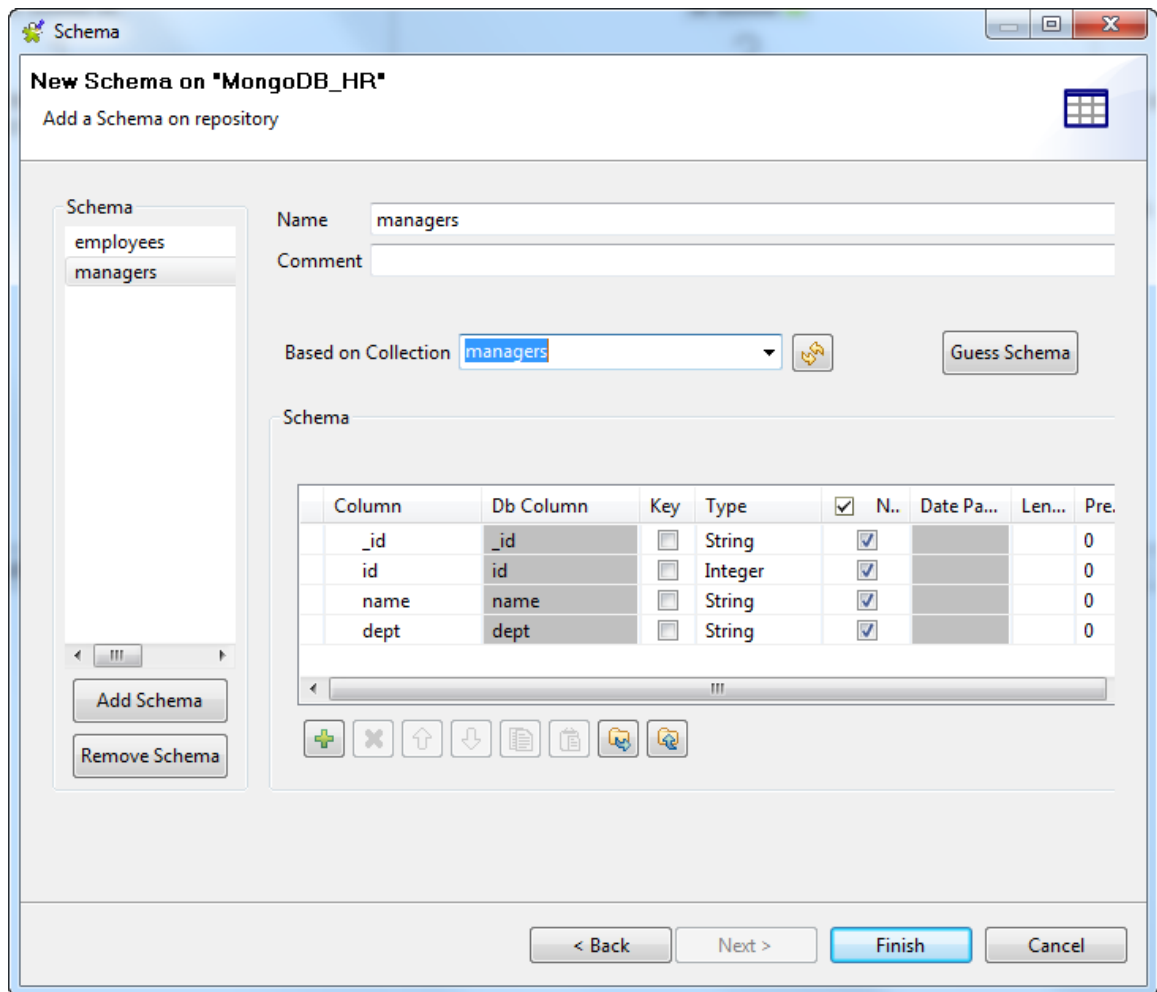 Schema
New Schema on "MongoDB_HR"
Add a Schema on repository
Schema
employees
managers
Add Schema
Remove Schema
Name managers
Comment
Based on Collection managers
Guess Schema
Schema
Column Db Column Key Type N.. Date Pa... Len... Pre.
_id _id String 0
id id Integer 0
name name String 0
dept dept String 0
< Back Next > Finish Cancel